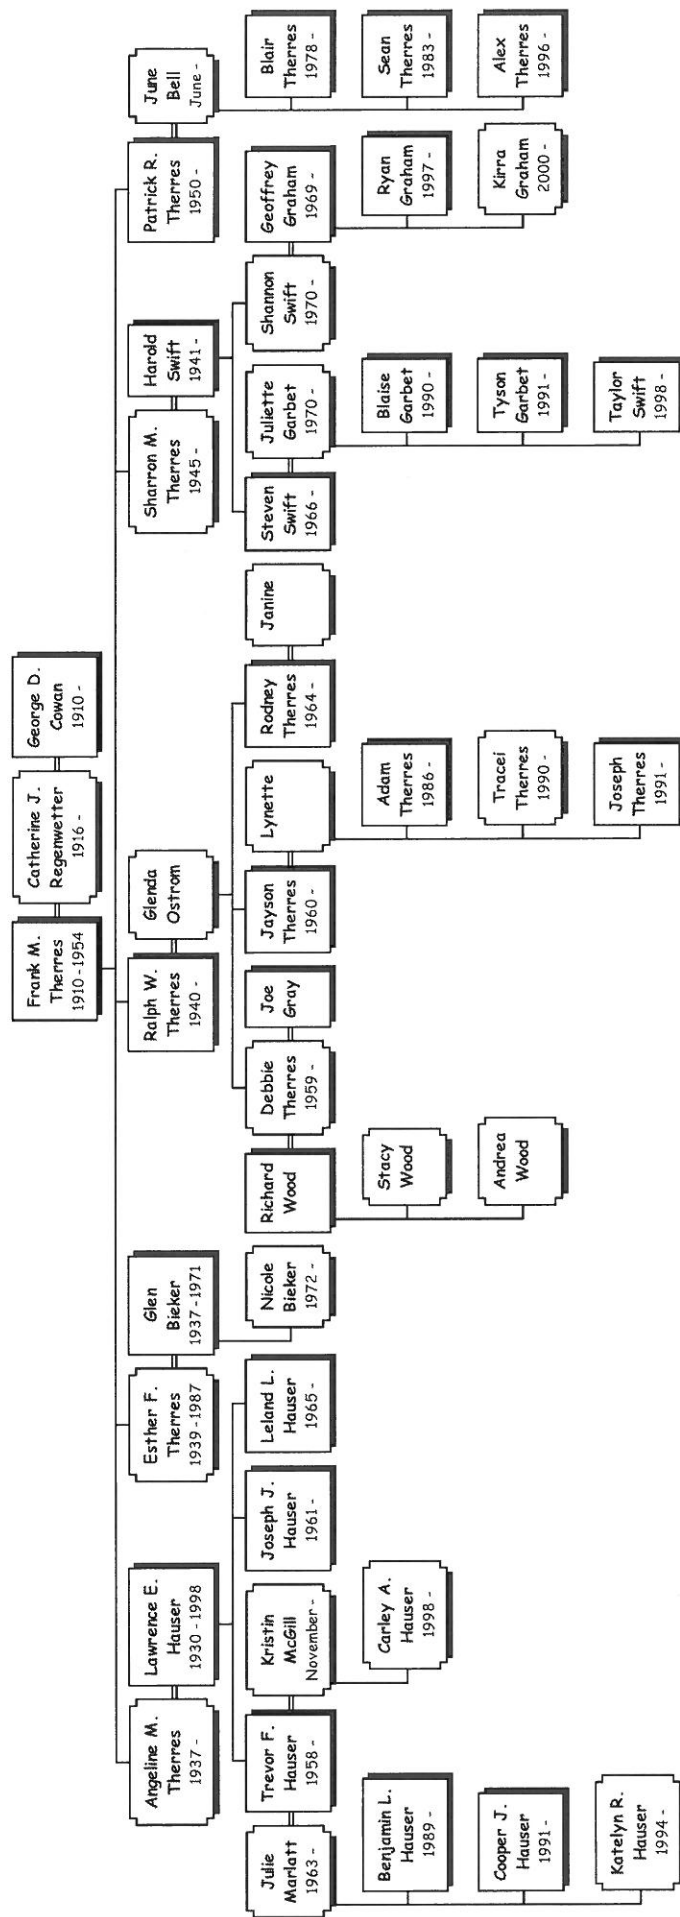 Frank M.
Therres
1910-1954
Catherine J.
Regenwetter
1916 -
George D.
Cowan
1910 -
Angeline M.
Therres
1937 -
Lawrence E.
Hauser
1930 -1998
Esther F.
Therres
1939 -1987
Glen
Bieker
1937 -1971
Ralph W.
Therres
1940 -
Glenda
Ostrom
Sharron M.
Therres
1945 -
Harold
Swift
1941 -
Patrick R.
Therres
1950 -
June
Bell
June -
Julie
Marlatt
1963 -
Trevor F.
Hauser
1958 -
Kristin
McGill
November -
Joseph J.
Hauser
1961 -
Leland L.
Hauser
1965 -
Nicole
Bieker
1972 -
Richard
Wood
Debbie
Therres
1959 -
Joe
Gray
Jayson
Therres
1960 -
Lynette
Rodney
Therres
1964 -
Janine
Steven
Swift
1966 -
Juliette
Garbet
1970 -
Shannon
Swift
1970 -
Geoffrey
Graham
1969 -
Blair
Therres
1978 -
Benjamin L.
Hauser
1989 -
Carley A.
Hauser
1998 -
Stacy
Wood
Adam
Therres
1986 -
Blaise
Garbet
1990 -
Ryan
Graham
1997 -
Sean
Therres
1983 -
Cooper J.
Hauser
1991 -
Andrea
Wood
Tracei
Therres
1990 -
Tyson
Garbet
1991 -
Kirra
Graham
2000 -
Alex
Therres
1996 -
Katelyn R.
Hauser
1994 -
Joseph
Therres
1991 -
Taylor
Swift
1998 -